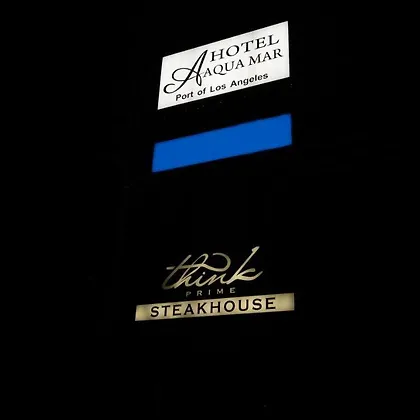 HOTEL
AQUA MAR
Port of Los Angeles
think
PRIME
STEAKHOUSE